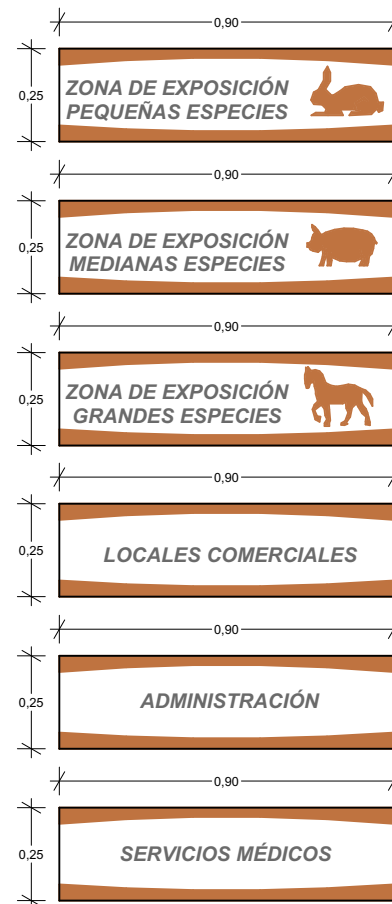 0,90
0,25
ZONA DE EXPOSICIÓN
PEQUEÑAS ESPECIES
0,90
0,25
ZONA DE EXPOSICIÓN
MEDIANAS ESPECIES
0,90
0,25
ZONA DE EXPOSICIÓN
GRANDES ESPECIES
0,90
0,25
LOCALES COMERCIALES
0,90
0,25
ADMINISTRACIÓN
0,90
0,25
SERVICIOS MÉDICOS